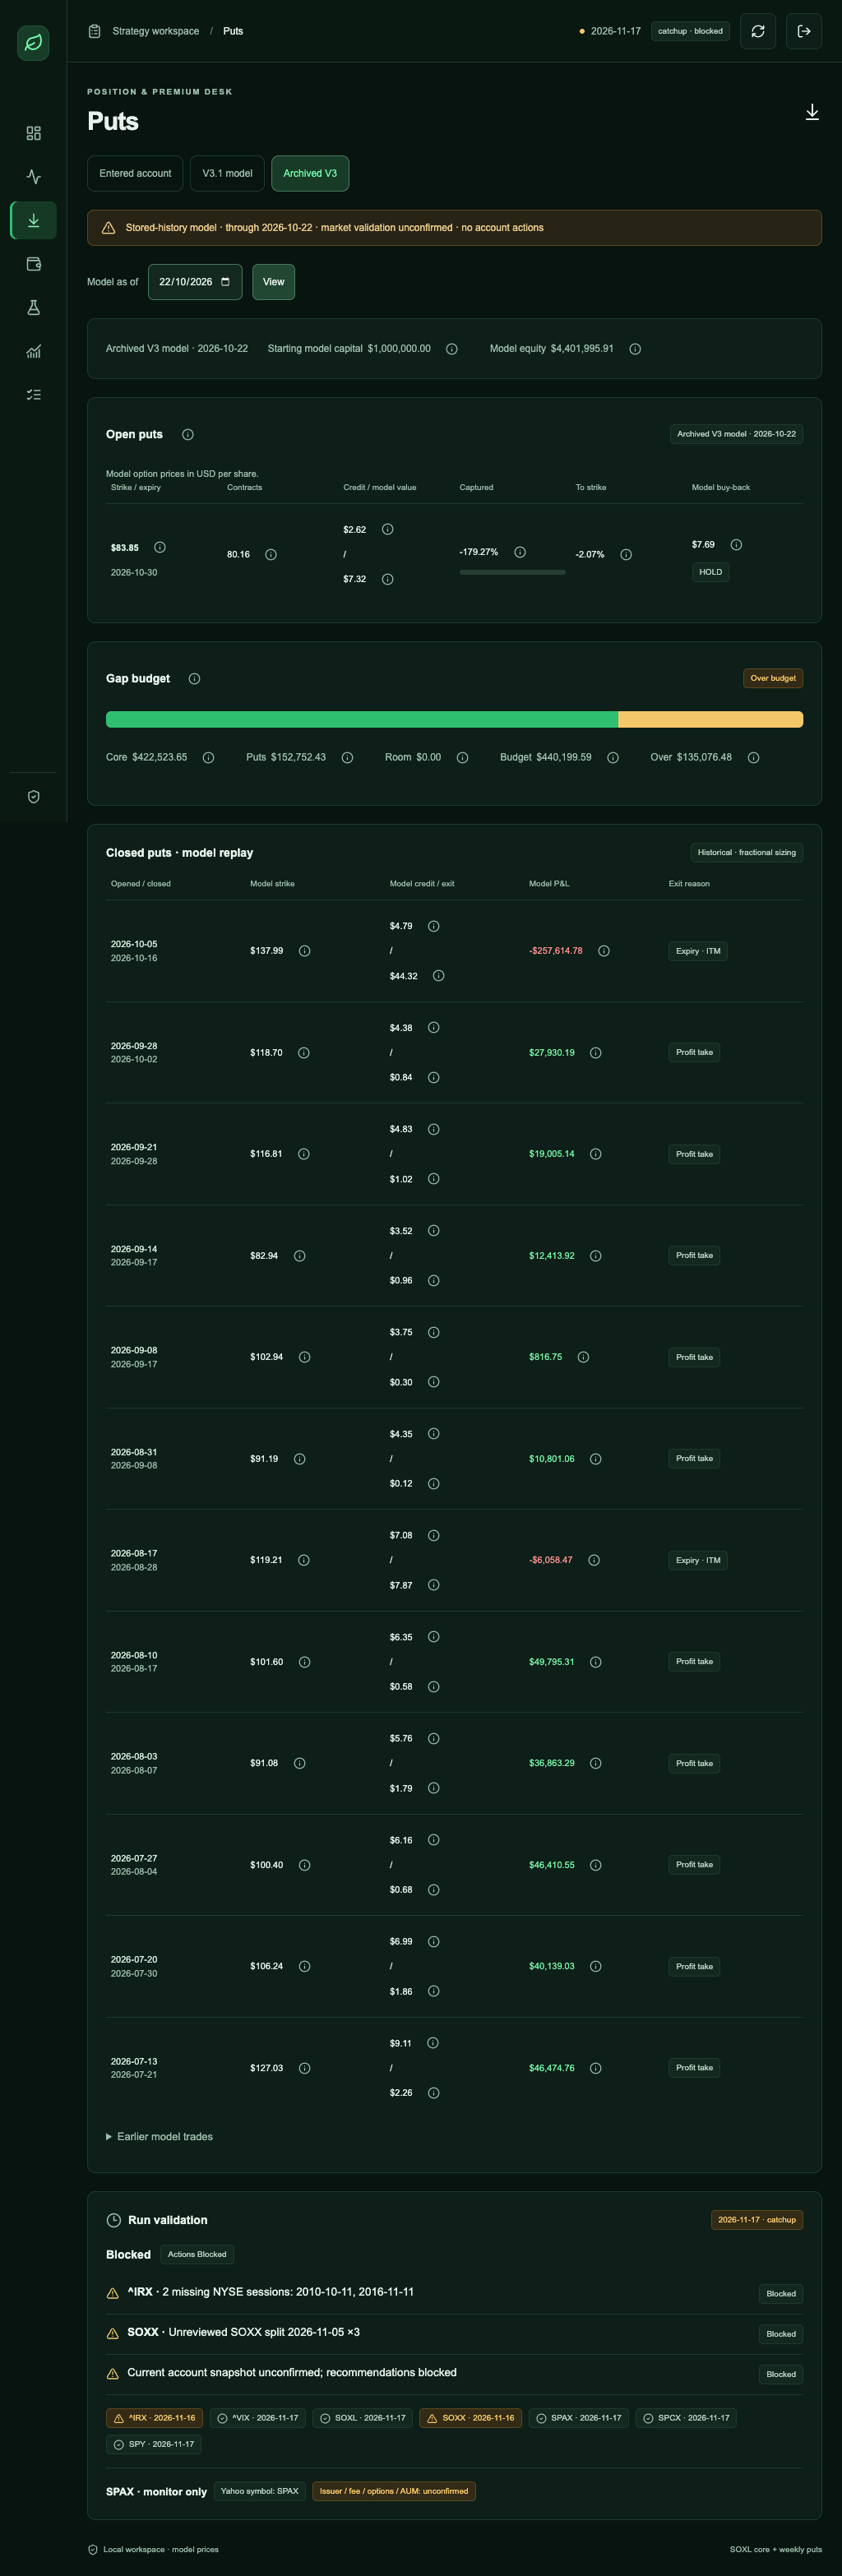 Strategy workspace / Puts
2026-11-17
catchup · blocked
POSITION & PREMIUM DESK
Puts
Entered account
V3.1 model
Archived V3
Stored-history model · through 2026-10-22 · market validation unconfirmed · no account actions
Model as of
22/10/2026
View
Archived V3 model · 2026-10-22
Starting model capital $1,000,000.00
Model equity $4,401,995.91
Open puts
Archived V3 model · 2026-10-22
Model option prices in USD per share.
Strike / expiry
Contracts
Credit / model value
Captured
To strike
Model buy-back
$83.85
2026-10-30
80.16
$2.62
/
$7.32
-179.27%
-2.07%
$7.69
HOLD
Gap budget
Over budget
Core $422,523.65
Puts $152,752.43
Room $0.00
Budget $440,199.59
Over $135,076.48
Closed puts · model replay
Historical · fractional sizing
Opened / closed
Model strike
Model credit / exit
Model P&L
Exit reason
2026-10-05
2026-10-16
$137.99
$4.79
/
$44.32
-$257,614.78
Expiry · ITM
2026-09-28
2026-10-02
$118.70
$4.38
/
$0.84
$27,930.19
Profit take
2026-09-21
2026-09-28
$116.81
$4.83
/
$1.02
$19,005.14
Profit take
2026-09-14
2026-09-17
$82.94
$3.52
/
$0.96
$12,413.92
Profit take
2026-09-08
2026-09-17
$102.94
$3.75
/
$0.30
$816.75
Profit take
2026-08-31
2026-09-08
$91.19
$4.35
/
$0.12
$10,801.06
Profit take
2026-08-17
2026-08-28
$119.21
$7.08
/
$7.87
-$6,058.47
Expiry · ITM
2026-08-10
2026-08-17
$101.60
$6.35
/
$0.58
$49,795.31
Profit take
2026-08-03
2026-08-07
$91.08
$5.76
/
$1.79
$36,863.29
Profit take
2026-07-27
2026-08-04
$100.40
$6.16
/
$0.68
$46,410.55
Profit take
2026-07-20
2026-07-30
$106.24
$6.99
/
$1.86
$40,139.03
Profit take
2026-07-13
2026-07-21
$127.03
$9.11
/
$2.26
$46,474.76
Profit take
Earlier model trades
Run validation
2026-11-17 · catchup
Blocked
Actions Blocked
^IRX · 2 missing NYSE sessions: 2010-10-11, 2016-11-11
Blocked
SOXX · Unreviewed SOXX split 2026-11-05 ×3
Blocked
Current account snapshot unconfirmed; recommendations blocked
Blocked
^IRX · 2026-11-16
^VIX · 2026-11-17
SOXL · 2026-11-17
SOXX · 2026-11-16
SPAX · 2026-11-17
SPCX · 2026-11-17
SPY · 2026-11-17
SPAX · monitor only
Yahoo symbol: SPAX
Issuer / fee / options / AUM: unconfirmed
Local workspace · model prices
SOXL core + weekly puts